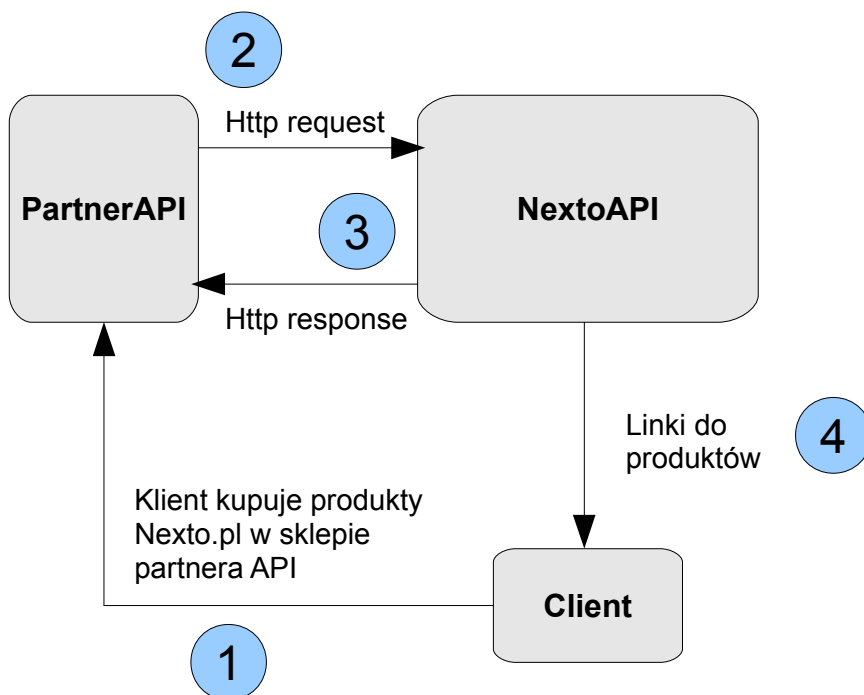 2
Http request
PartnerAPI
NextoAPI
3
Http response
Linki do
produktów
4
Klient kupuje produkty
Nexto.pl w sklepie
partnera API
Client
1